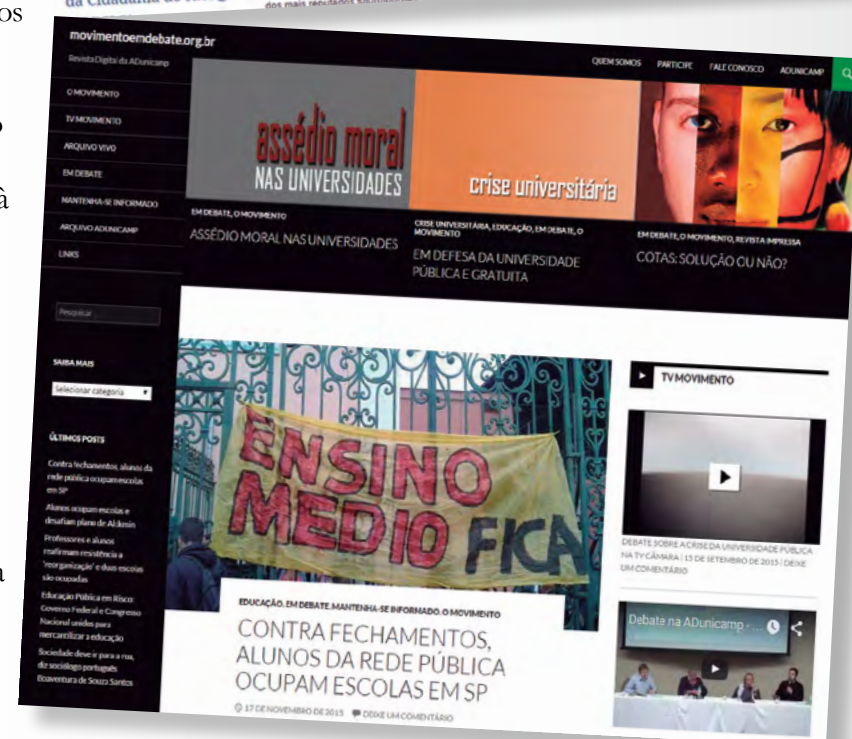 da cidadania
dos mais reputados
os
o
à
a
movimentoemdebate.org.br
Revista Digital da ADunicamp
QUEM SOMOS PARTICIPE FALE CONOSCO ADUNICAMP
O MOVIMENTO
TV MOVIMENTO
ARQUIVO VIVO
EM DEBATE
MANTENHA-SE INFORMADO
ARQUIVO ADUNICAMP
LINKS
Pesquisar ...
SAIBA MAIS
Selecionar categoria
ÚLTIMOS POSTS
Contra fechamentos, alunos da
rede pública ocupam escolas
em SP
Alunos ocupam escolas e
desafiam plano de Alckmin
Professores e alunos
reafirmam resistência a
'reorganização' e duas escolas
são ocupadas
Educação Pública em Risco:
Governo Federal e Congresso
Nacional unidos para
mercantilizar a educação
Sociedade deve ir para a rua,
diz sociólogo português
Boaventura de Souza Santos
assédio moral
NAS UNIVERSIDADES
EM DEBATE, O MOVIMENTO
ASSÉDIO MORAL NAS UNIVERSIDADES
crise universitária
CRISE UNIVERSITÁRIA, EDUCAÇÃO, EM DEBATE, O
MOVIMENTO
EM DEFESA DA UNIVERSIDADE
PÚBLICA E GRATUITA
EM DEBATE, O MOVIMENTO, REVISTA IMPRESSA
COTAS: SOLUÇÃO OU NÃO?
ENSINO
MEDIO FICA
EDUCAÇÃO, EM DEBATE, MANTENHA-SE INFORMADO, O MOVIMENTO
CONTRA FECHAMENTOS,
ALUNOS DA REDE PÚBLICA
OCUPAM ESCOLAS EM SP
17 DE NOVEMBRO DE 2015 DEIXE UM COMENTÁRIO
TV MOVIMENTO
DEBATE SOBRE A CRISE DA UNIVERSIDADE PÚBLICA
NA TV CÂMARA | 15 DE SETEMBRO DE 2015 | DEIXE
UM COMENTÁRIO
Debate na ADunicamp - ...